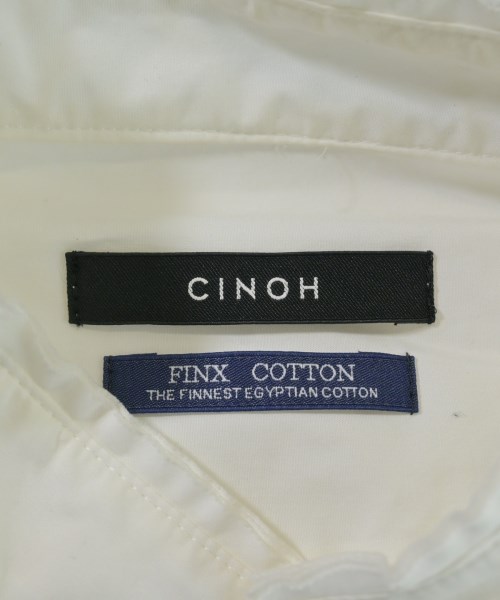 CINOH
FINX COTTON
THE FINNEST EGYPTIAN COTTON